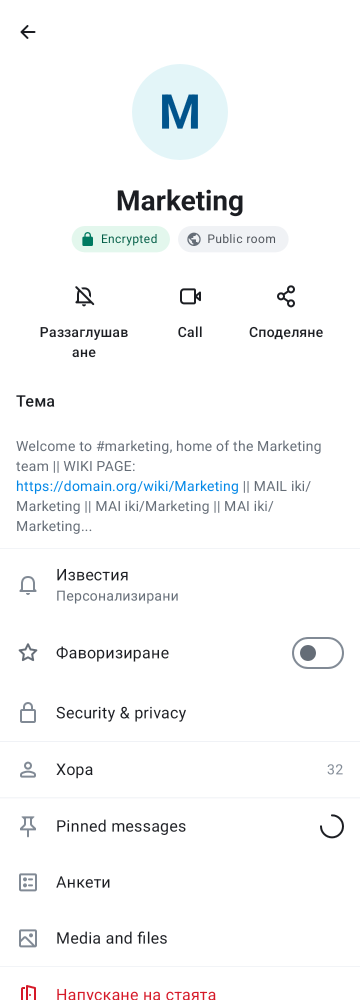 M
Marketing
Encrypted
Public room
Раззаглушав
ане
Call
Споделяне
Тема
Welcome to #marketing, home of the Marketing
team || WIKI PAGE:
https://domain.org/wiki/Marketing || MAIL iki/
Marketing || MAI iki/Marketing || MAI iki/
Marketing...
Известия
Персонализирани
Фаворизиране
Security & privacy
Хора
32
Pinned messages
Анкети
Media and files
Напускане на стаята